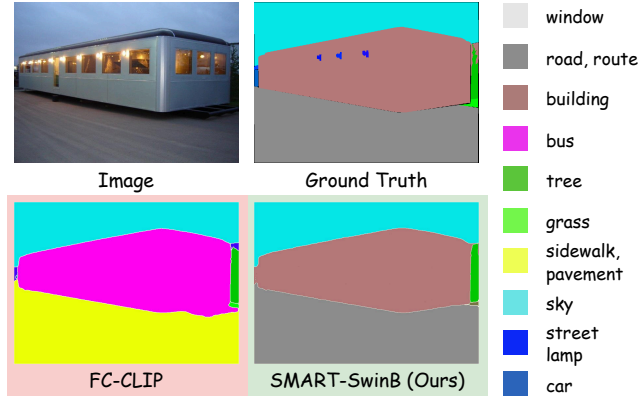 window
road, route
building
bus
tree
grass
sidewalk,
pavement
sky
street
lamp
car
Image
Ground Truth
FC-CLIP
SMART-SwinB (Ours)